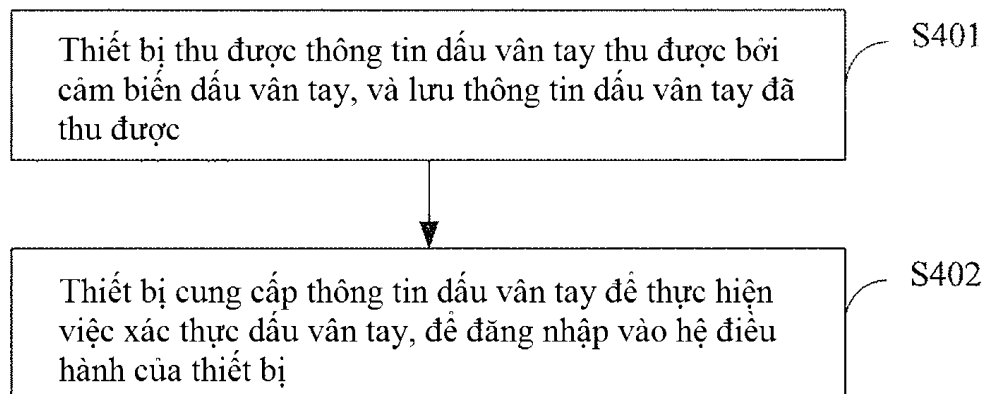 Thiết bị thu được thông tin dấu vân tay thu được bởi
cảm biến dấu vân tay, và lưu thông tin dấu vân tay đã
thu được
S401
Thiết bị cung cấp thông tin dấu vân tay để thực hiện
việc xác thực dấu vân tay, để đăng nhập vào hệ điều
hành của thiết bị
S402